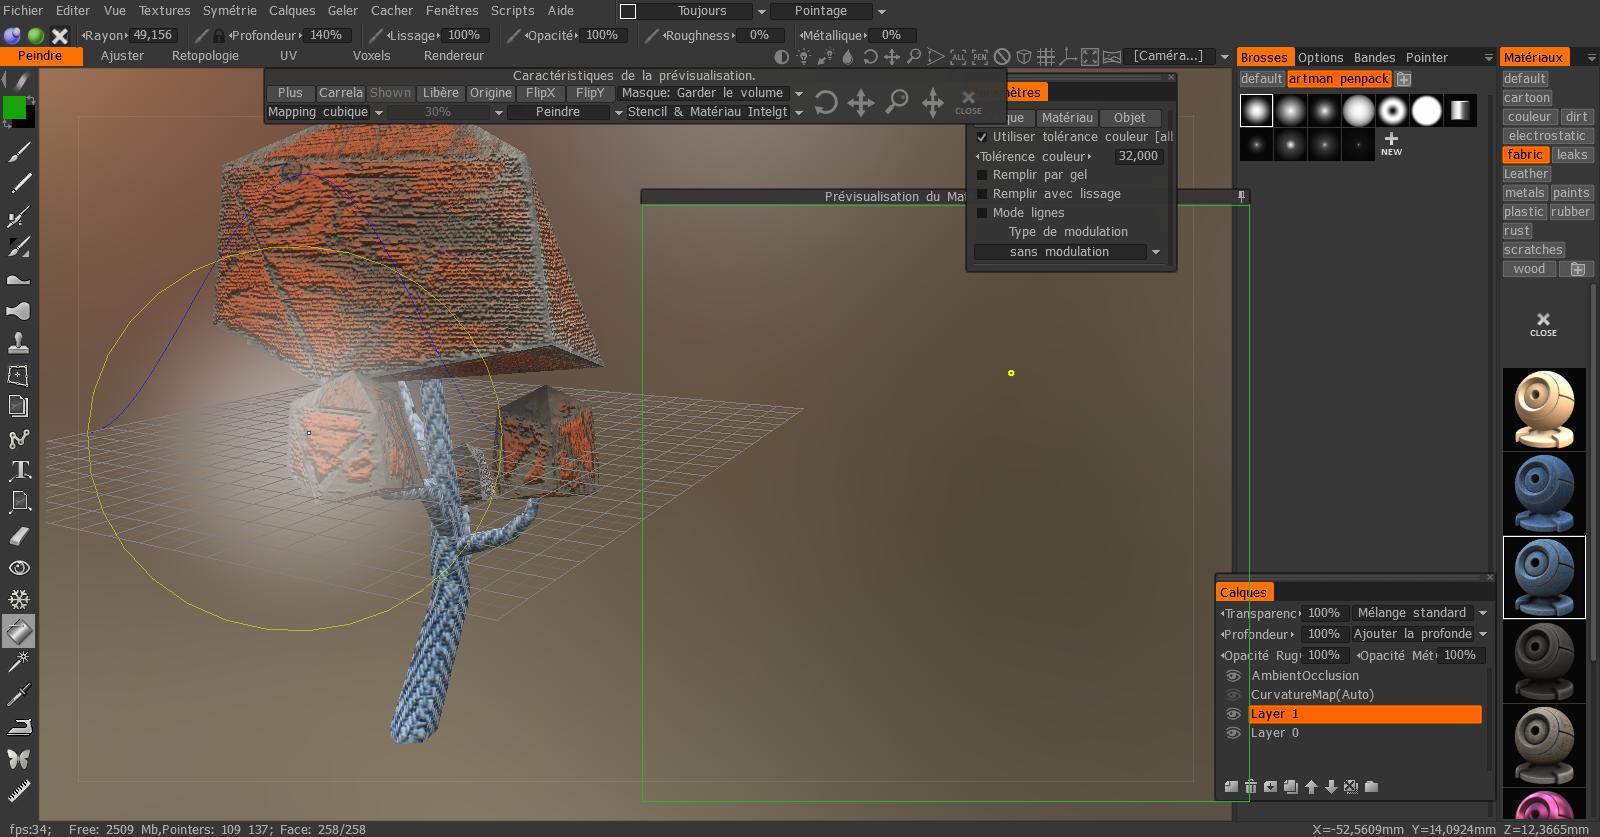 Fichier Editer Vue Textures Symétrie Calques Geler Cacher Fenêtres Scripts Aide Toujours Pointage
Rayon 49,156 Profondeur 140% Lissage 100% Opacité 100% Roughness 0% Métallique 0%
Peindre Ajuster Retopologie UV Voxels Rendereur ALL PEN [Caméra...]
Caractéristiques de la prévisualisation.
Plus Carrela Shown Libère Origine FlipX FlipY Masque: Garder le volume
Mapping cubique 30% Peindre Stencil & Matériau Intelgt
CLOSE
mètres
que Matériau Objet
Utiliser tolérance couleur [all
Tolérence couleur 32,000
Remplir par gel
Remplir avec lissage
Mode lignes
Type de modulation
sans modulation
Prévisualisation du Mat
Brosses Options Bandes Pointer
default artman penpack
NEW
Matériaux
default
cartoon
couleur dirt
electrostatic
fabric leaks
Leather
metals paints
plastic rubber
rust
scratches
wood
CLOSE
Calques
Transparenc 100% Mélange standard
Profondeur 100% Ajouter la profonde
Opacité Rug 100% Opacité Mét 100%
AmbientOcclusion
CurvatureMap(Auto)
Layer 1
Layer 0
fps:34; Free: 2509 Mb,Pointers: 109 137; Face: 258/258 X=-52,5609mm Y=14,0924mm Z=12,3665mm